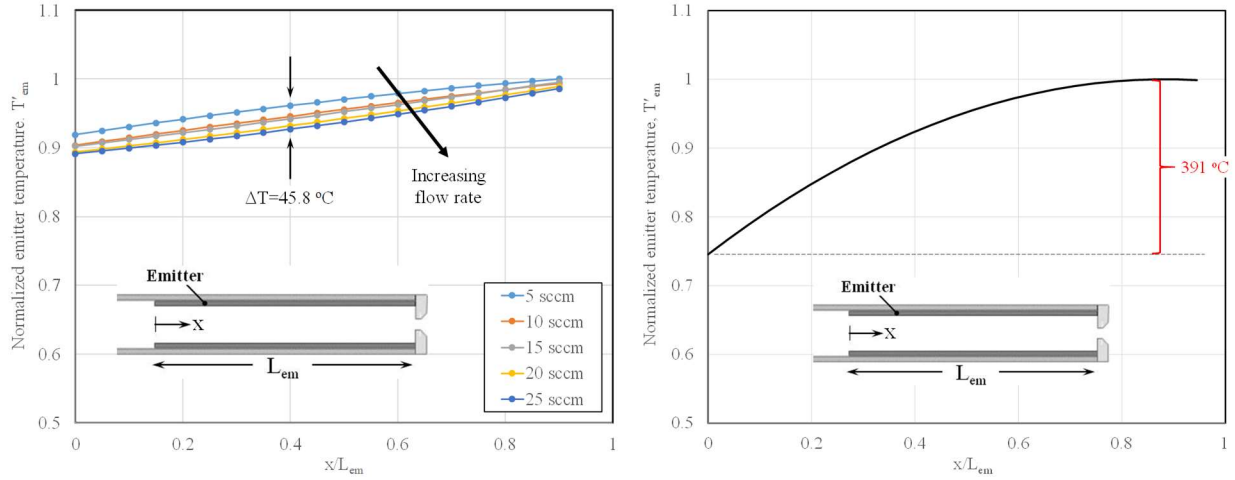 1.1
1
0.9
0.8
0.7
0.6
0.5
Normalized emitter temperature. T'em
ΔT=45.8 ºC
Increasing
flow rate
Emitter
X
Lem
5 sccm
10 sccm
15 sccm
20 sccm
25 sccm
0
0.2
0.4
0.6
0.8
1
x/Lem
1.1
1
0.9
0.8
0.7
0.6
0.5
Normalized emitter temperature, T'em
391 ºC
Emitter
X
Lem
0
0.2
0.4
0.6
0.8
1
x/Lem